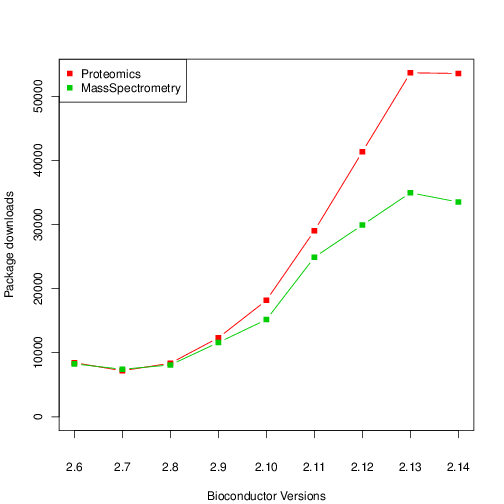 Proteomics
MassSpectrometry
50000
40000
30000
20000
10000
0
Package downloads
2.6 2.7 2.8 2.9 2.10 2.11 2.12 2.13 2.14
Bioconductor Versions